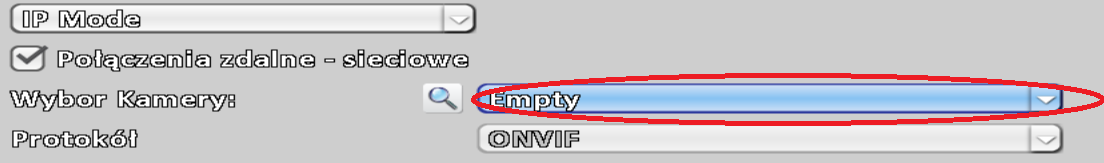 IP Mode
Połączenia zdalne - sieciowe
Wybor Kamery: Empty
Protokół ONVIF